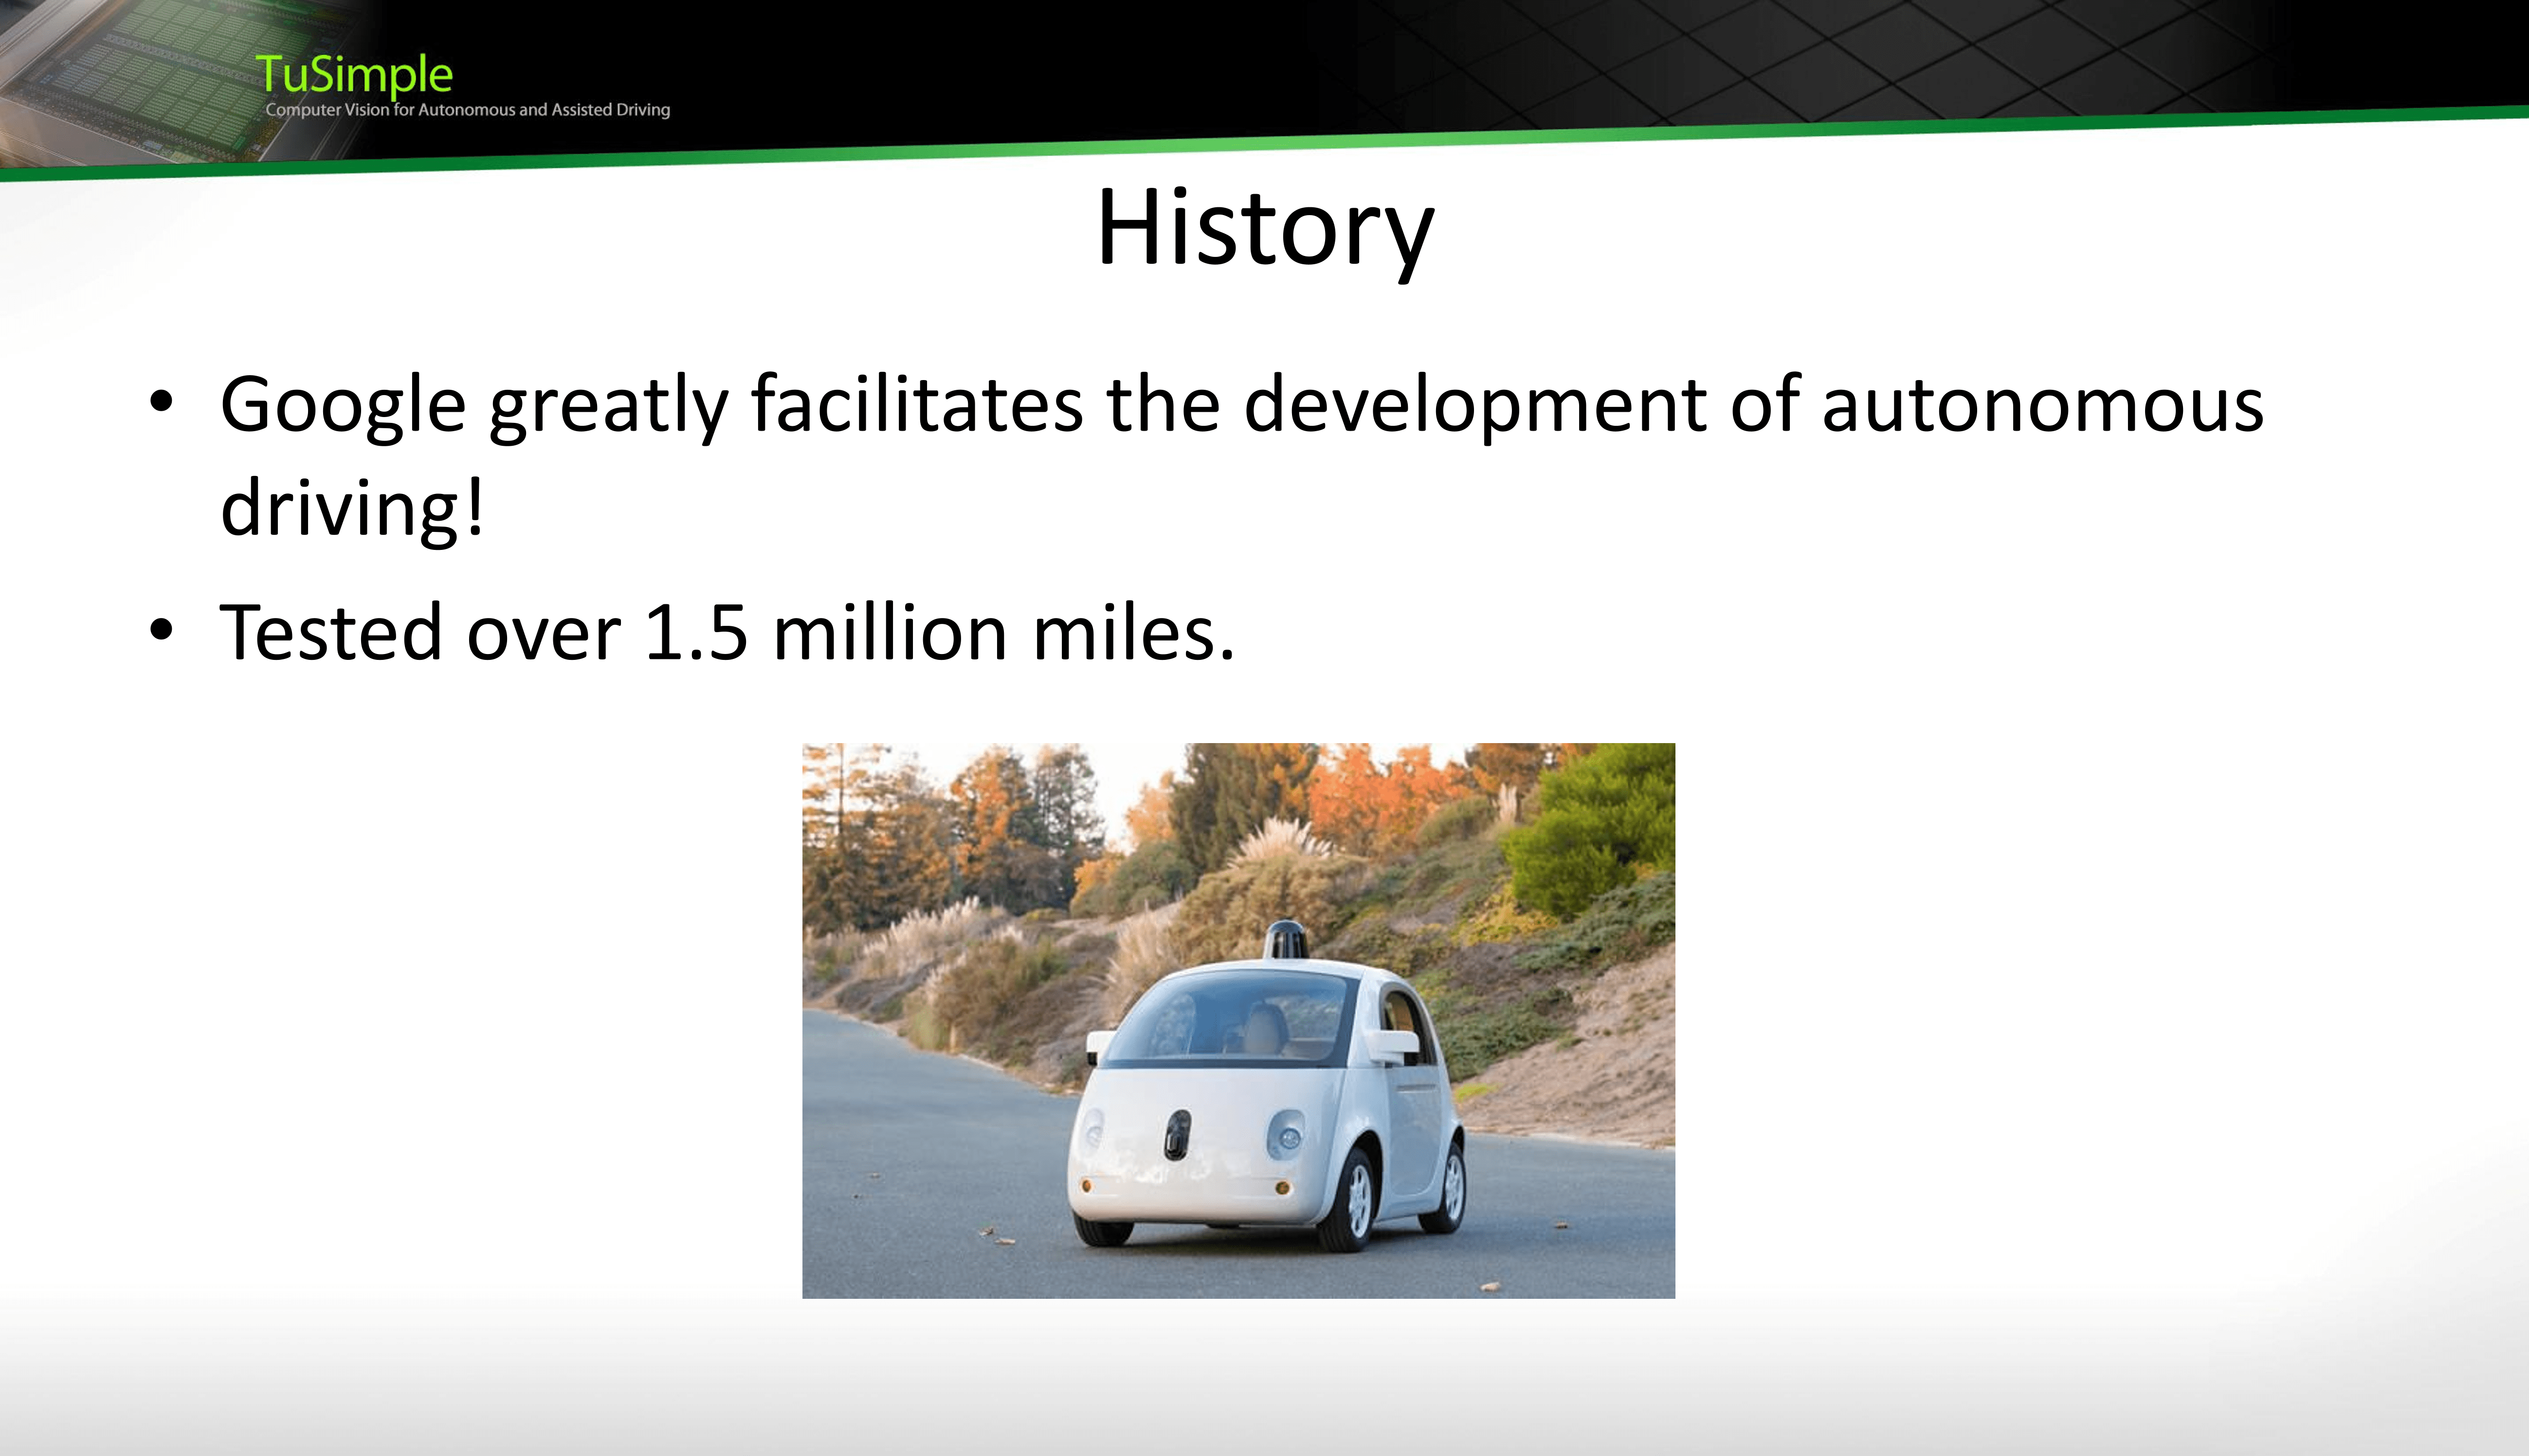 TuSimple
Computer Vision for Autonomous and Assisted Driving
History
• Google greatly facilitates the development of autonomous
driving!
• Tested over 1.5 million miles.